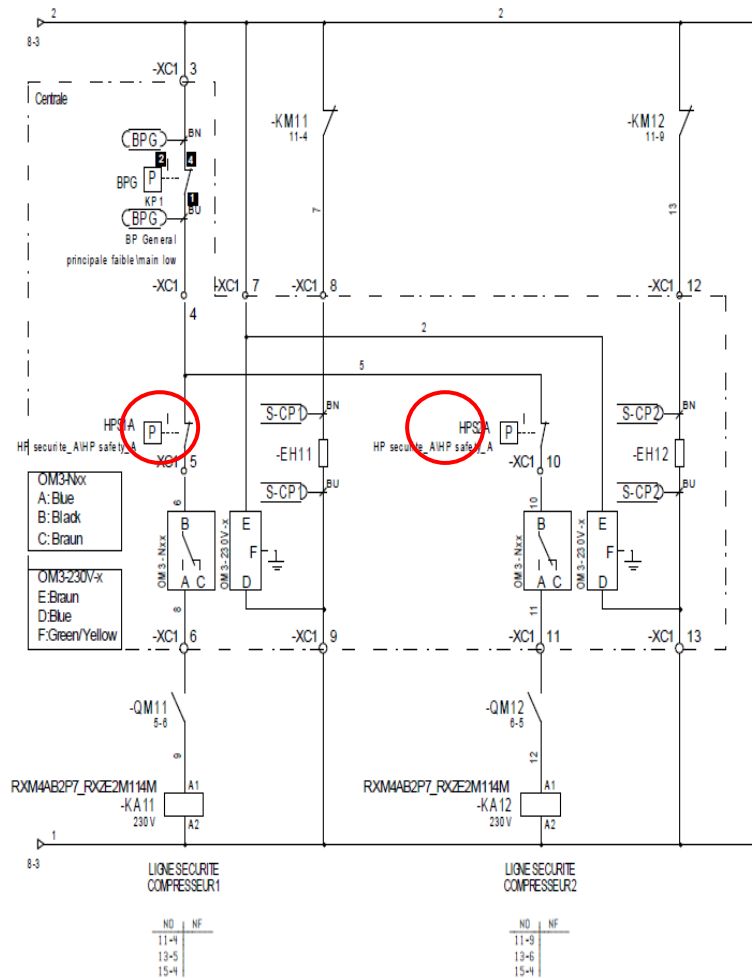 2
2
8-3
-XC1 3
Centrale
BPG
BN
2
4
BPG
P
KP1
1
BPG
BU
BP General
principale faible\main low
-KM11
11-4
-KM12
11-9
7
13
-XC1
4
-XC1 7
-XC1 8
-XC1 12
2
5
HPS1-A
P
HP securite_A\HP safety_A
-XC1 5
S-CP1
BN
-EH11
S-CP1
BU
HPS2-A
P
HP securite_A\HP safety_A
-XC1 10
S-CP2
BN
-EH12
S-CP2
BU
OM3-Nxx
A: Blue
B: Black
C: Braun
OM3-230V-x
E:Braun
D:Blue
F:Green/Yellow
6
OM3-Nxx
B
A C
OM3-230V-x
E
F
D
10
OM3-Nxx
B
A C
OM3-230V-x
E
F
D
8
11
-XC1 6
-XC1 9
-XC1 11
-XC1 13
-QM11
5-6
-QM12
6-5
9
12
RXM4AB2P7_RXZE2M114M
-KA11
230V
A1
A2
RXM4AB2P7_RXZE2M114M
-KA12
230V
A1
A2
1
8-3
LIGNE SECURITE
COMPRESSEUR1
LIGNE SECURITE
COMPRESSEUR2
NO NF
11-4
13-5
15-4
NO NF
11-9
13-6
15-4